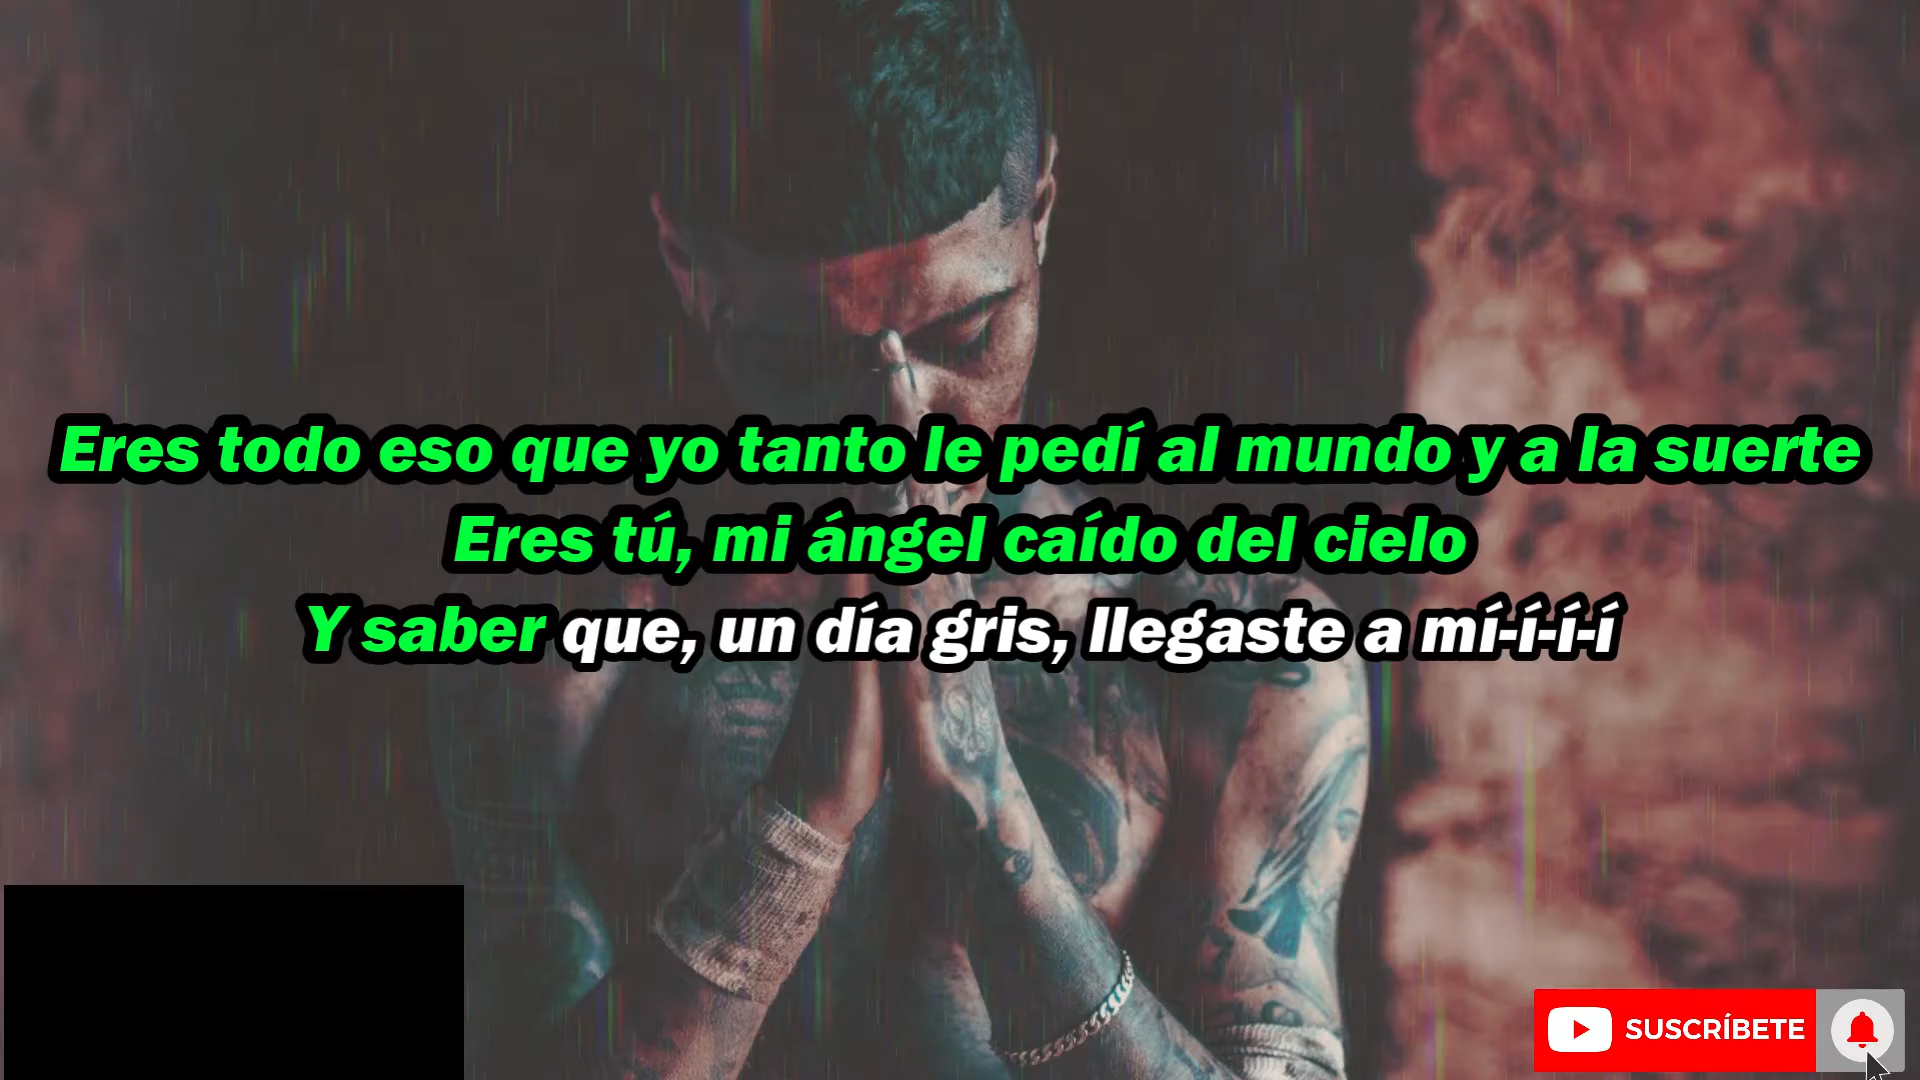 Eres todo eso que yo tanto le pedí al mundo y a la suerte
Eres tú, mi ángel caído del cielo
Y saber que, un día gris, llegaste a mí-í-í-í
SUSCRÍBETE